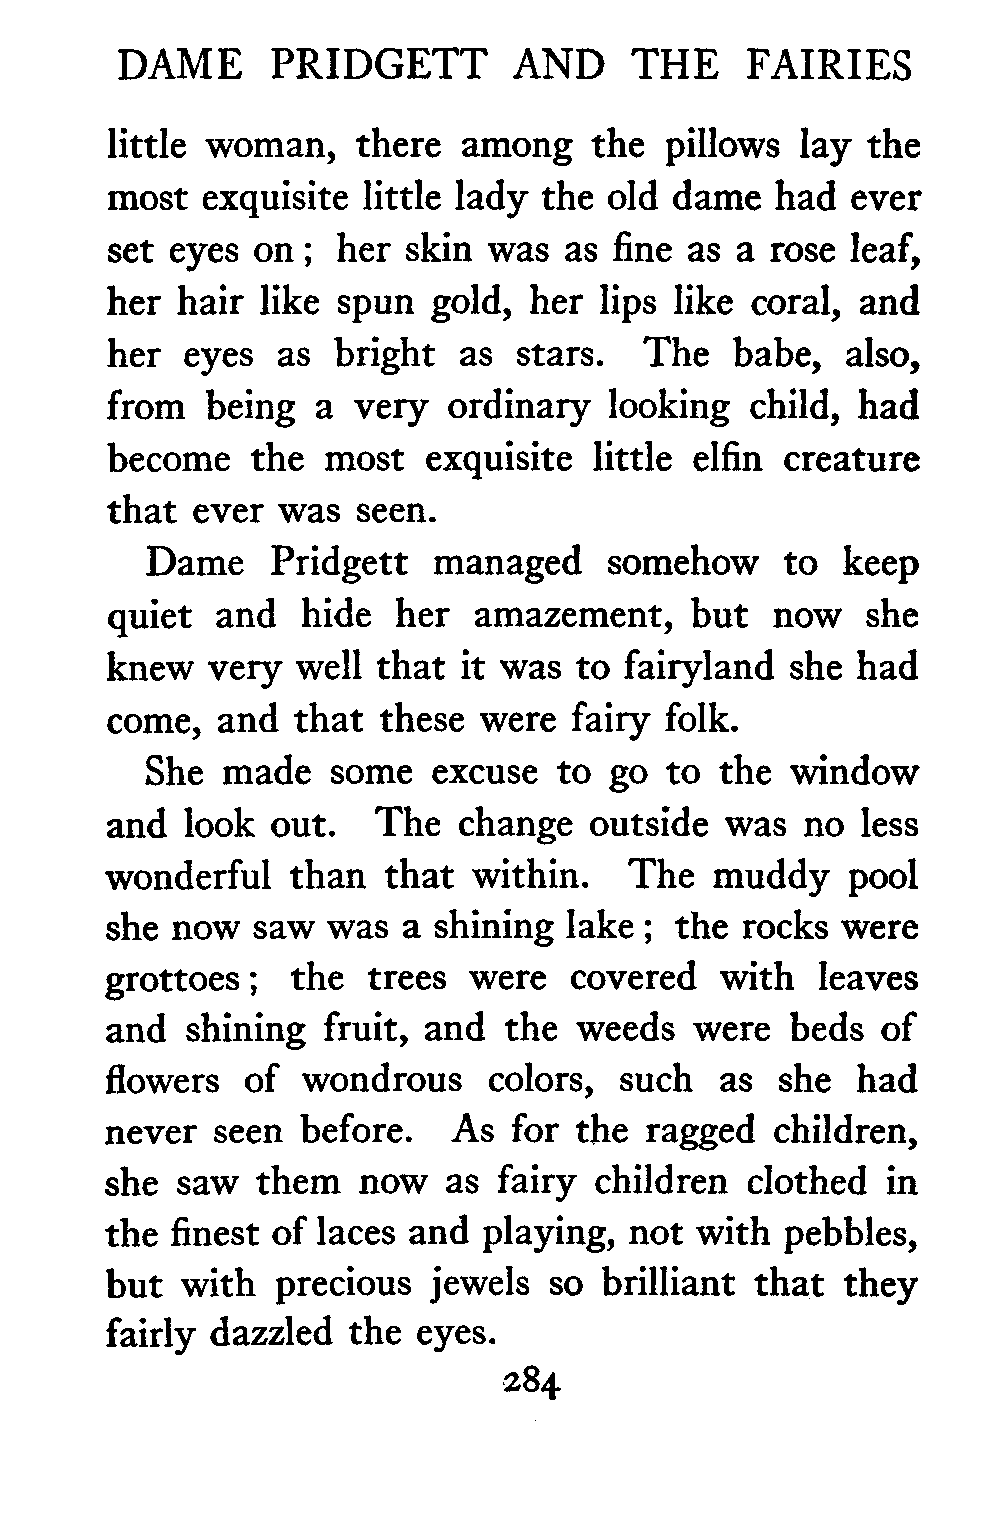 DAME PRIDGETT AND THE FAIRIES
little woman, there among the pillows lay the
most exquisite little lady the old dame had ever
set eyes on ; her skin was as fine as a rose leaf,
her hair like spun gold, her lips like coral, and
her eyes as bright as stars. The babe, also,
from being a very ordinary looking child, had
become the most exquisite little elfin creature
that ever was seen.
Dame Pridgett managed somehow to keep
quiet and hide her amazement, but now she
knew very well that it was to fairyland she had
come, and that these were fairy folk.
She made some excuse to go to the window
and look out. The change outside was no less
wonderful than that within. The muddy pool
she now saw was a shining lake ; the rocks were
grottoes ; the trees were covered with leaves
and shining fruit, and the weeds were beds of
flowers of wondrous colors, such as she had
never seen before. As for the ragged children,
she saw them now as fairy children clothed in
the finest of laces and playing, not with pebbles,
but with precious jewels so brilliant that they
fairly dazzled the eyes.
284